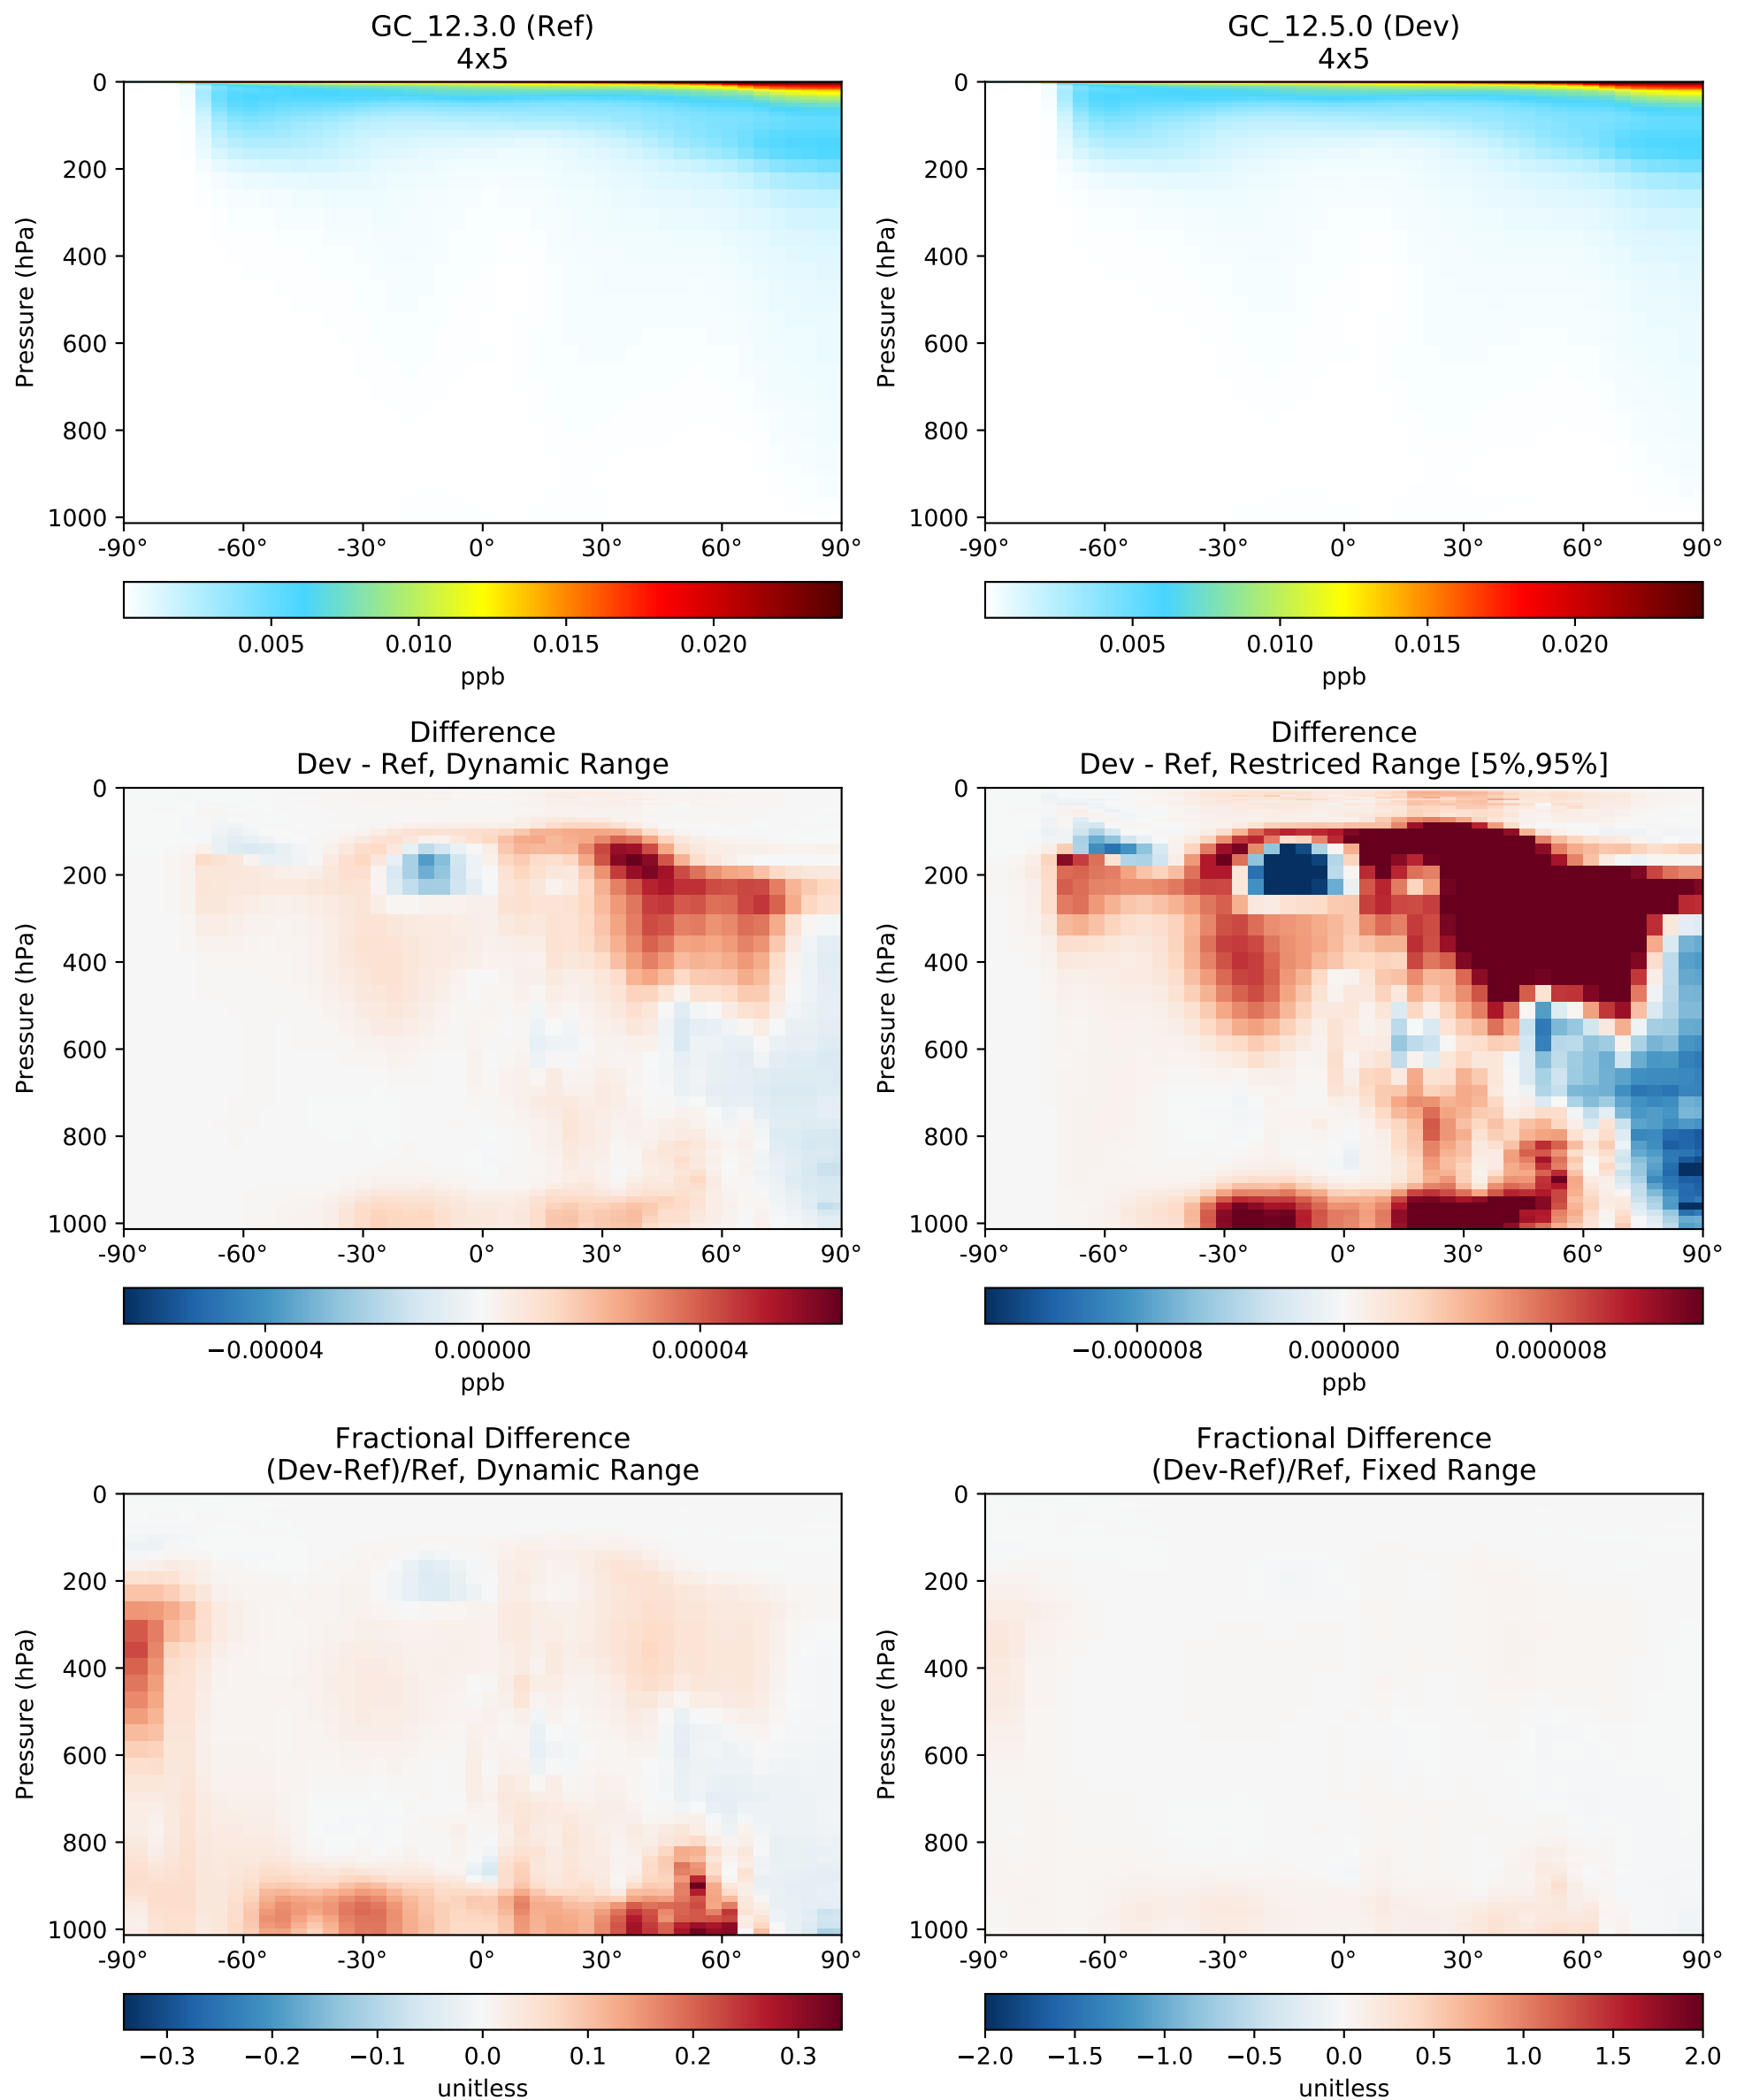 GC_12.3.0 (Ref)
4x5
GC_12.5.0 (Dev)
4x5
Pressure (hPa)
0
200
400
600
800
1000
-90° -60° -30° 0° 30° 60° 90°
0.005 0.010 0.015 0.020
ppb
Pressure (hPa)
0
200
400
600
800
1000
-90° -60° -30° 0° 30° 60° 90°
0.005 0.010 0.015 0.020
ppb
Difference
Dev - Ref, Dynamic Range
Pressure (hPa)
0
200
400
600
800
1000
-90° -60° -30° 0° 30° 60° 90°
−0.00004 0.00000 0.00004
ppb
Difference
Dev - Ref, Restriced Range [5%,95%]
Pressure (hPa)
0
200
400
600
800
1000
-90° -60° -30° 0° 30° 60° 90°
−0.000008 0.000000 0.000008
ppb
Fractional Difference
(Dev-Ref)/Ref, Dynamic Range
Pressure (hPa)
0
200
400
600
800
1000
-90° -60° -30° 0° 30° 60° 90°
−0.3 −0.2 −0.1 0.0 0.1 0.2 0.3
unitless
Fractional Difference
(Dev-Ref)/Ref, Fixed Range
Pressure (hPa)
0
200
400
600
800
1000
-90° -60° -30° 0° 30° 60° 90°
−2.0 −1.5 −1.0 −0.5 0.0 0.5 1.0 1.5 2.0
unitless